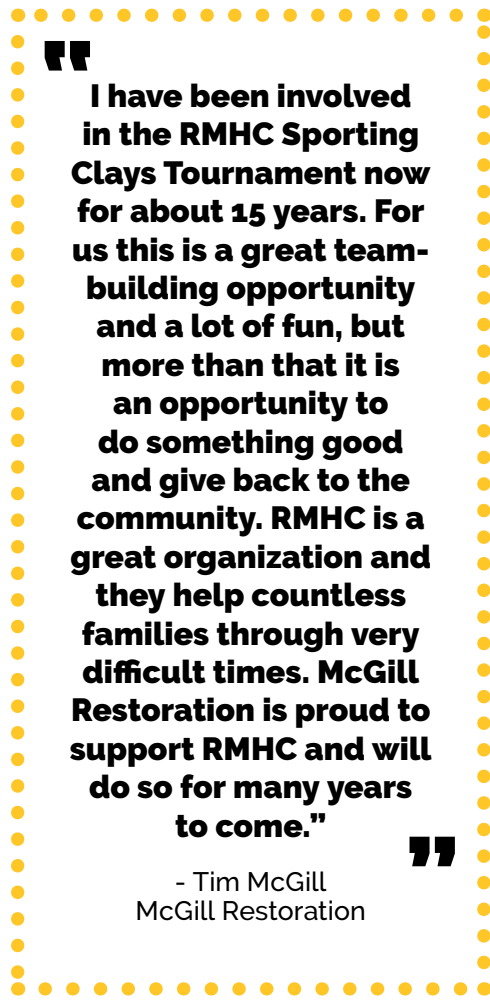 "
I have been involved
in the RMHC Sporting
Clays Tournament now
for about 15 years. For
us this is a great team-
building opportunity
and a lot of fun, but
more than that it is
an opportunity to
do something good
and give back to the
community. RMHC is a
great organization and
they help countless
families through very
difficult times. McGill
Restoration is proud to
support RMHC and will
do so for many years
to come.”
"
- Tim McGill
McGill Restoration